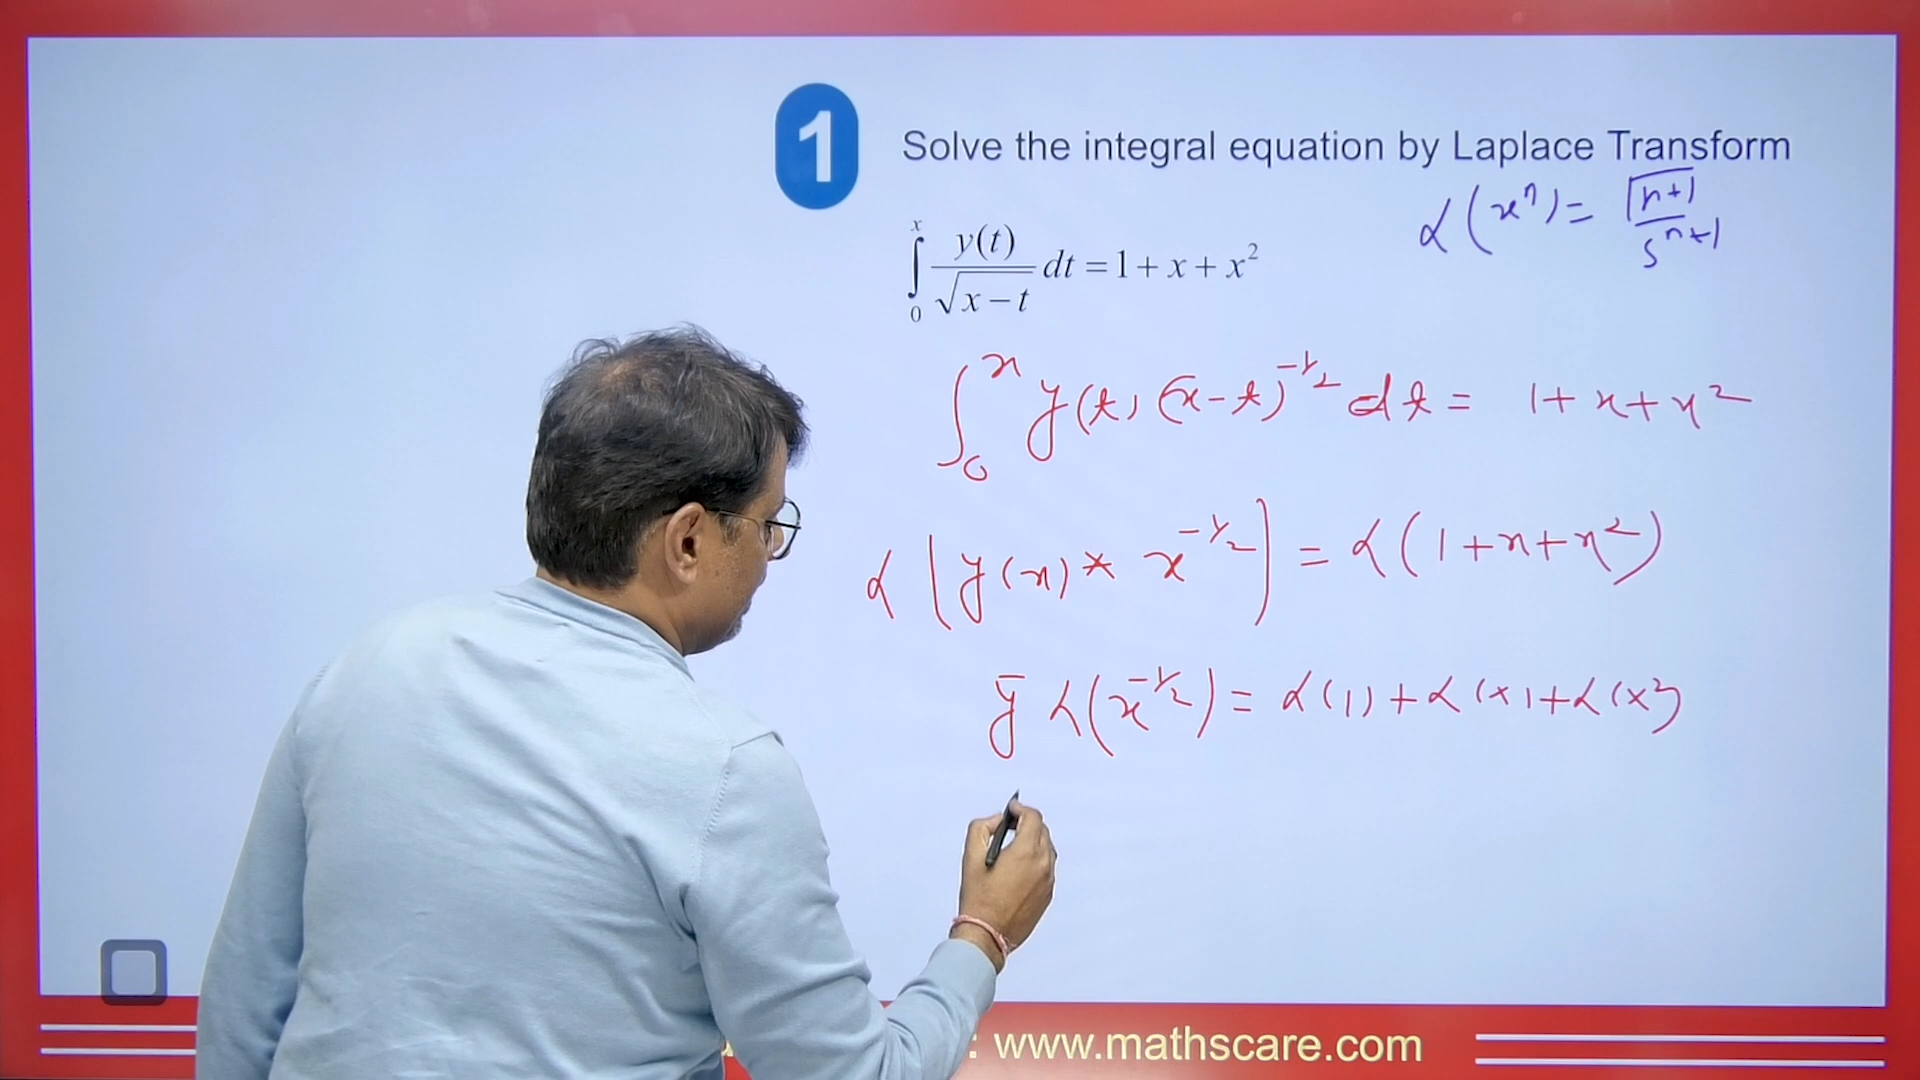 1
Solve the integral equation by Laplace Transform
L(xⁿ) = Γn+1 / sⁿ⁺¹
∫₀ˣ y(t)/√(x−t) dt = 1 + x + x²
∫₀ˣ y(t) (x−t)^(-1/2) dt = 1+x+x²
L[y(x) * x^(-1/2)] = L(1+x+x²)
ȳ L(x^(-1/2)) = L(1) + L(x) + L(x²)
: www.mathscare.com